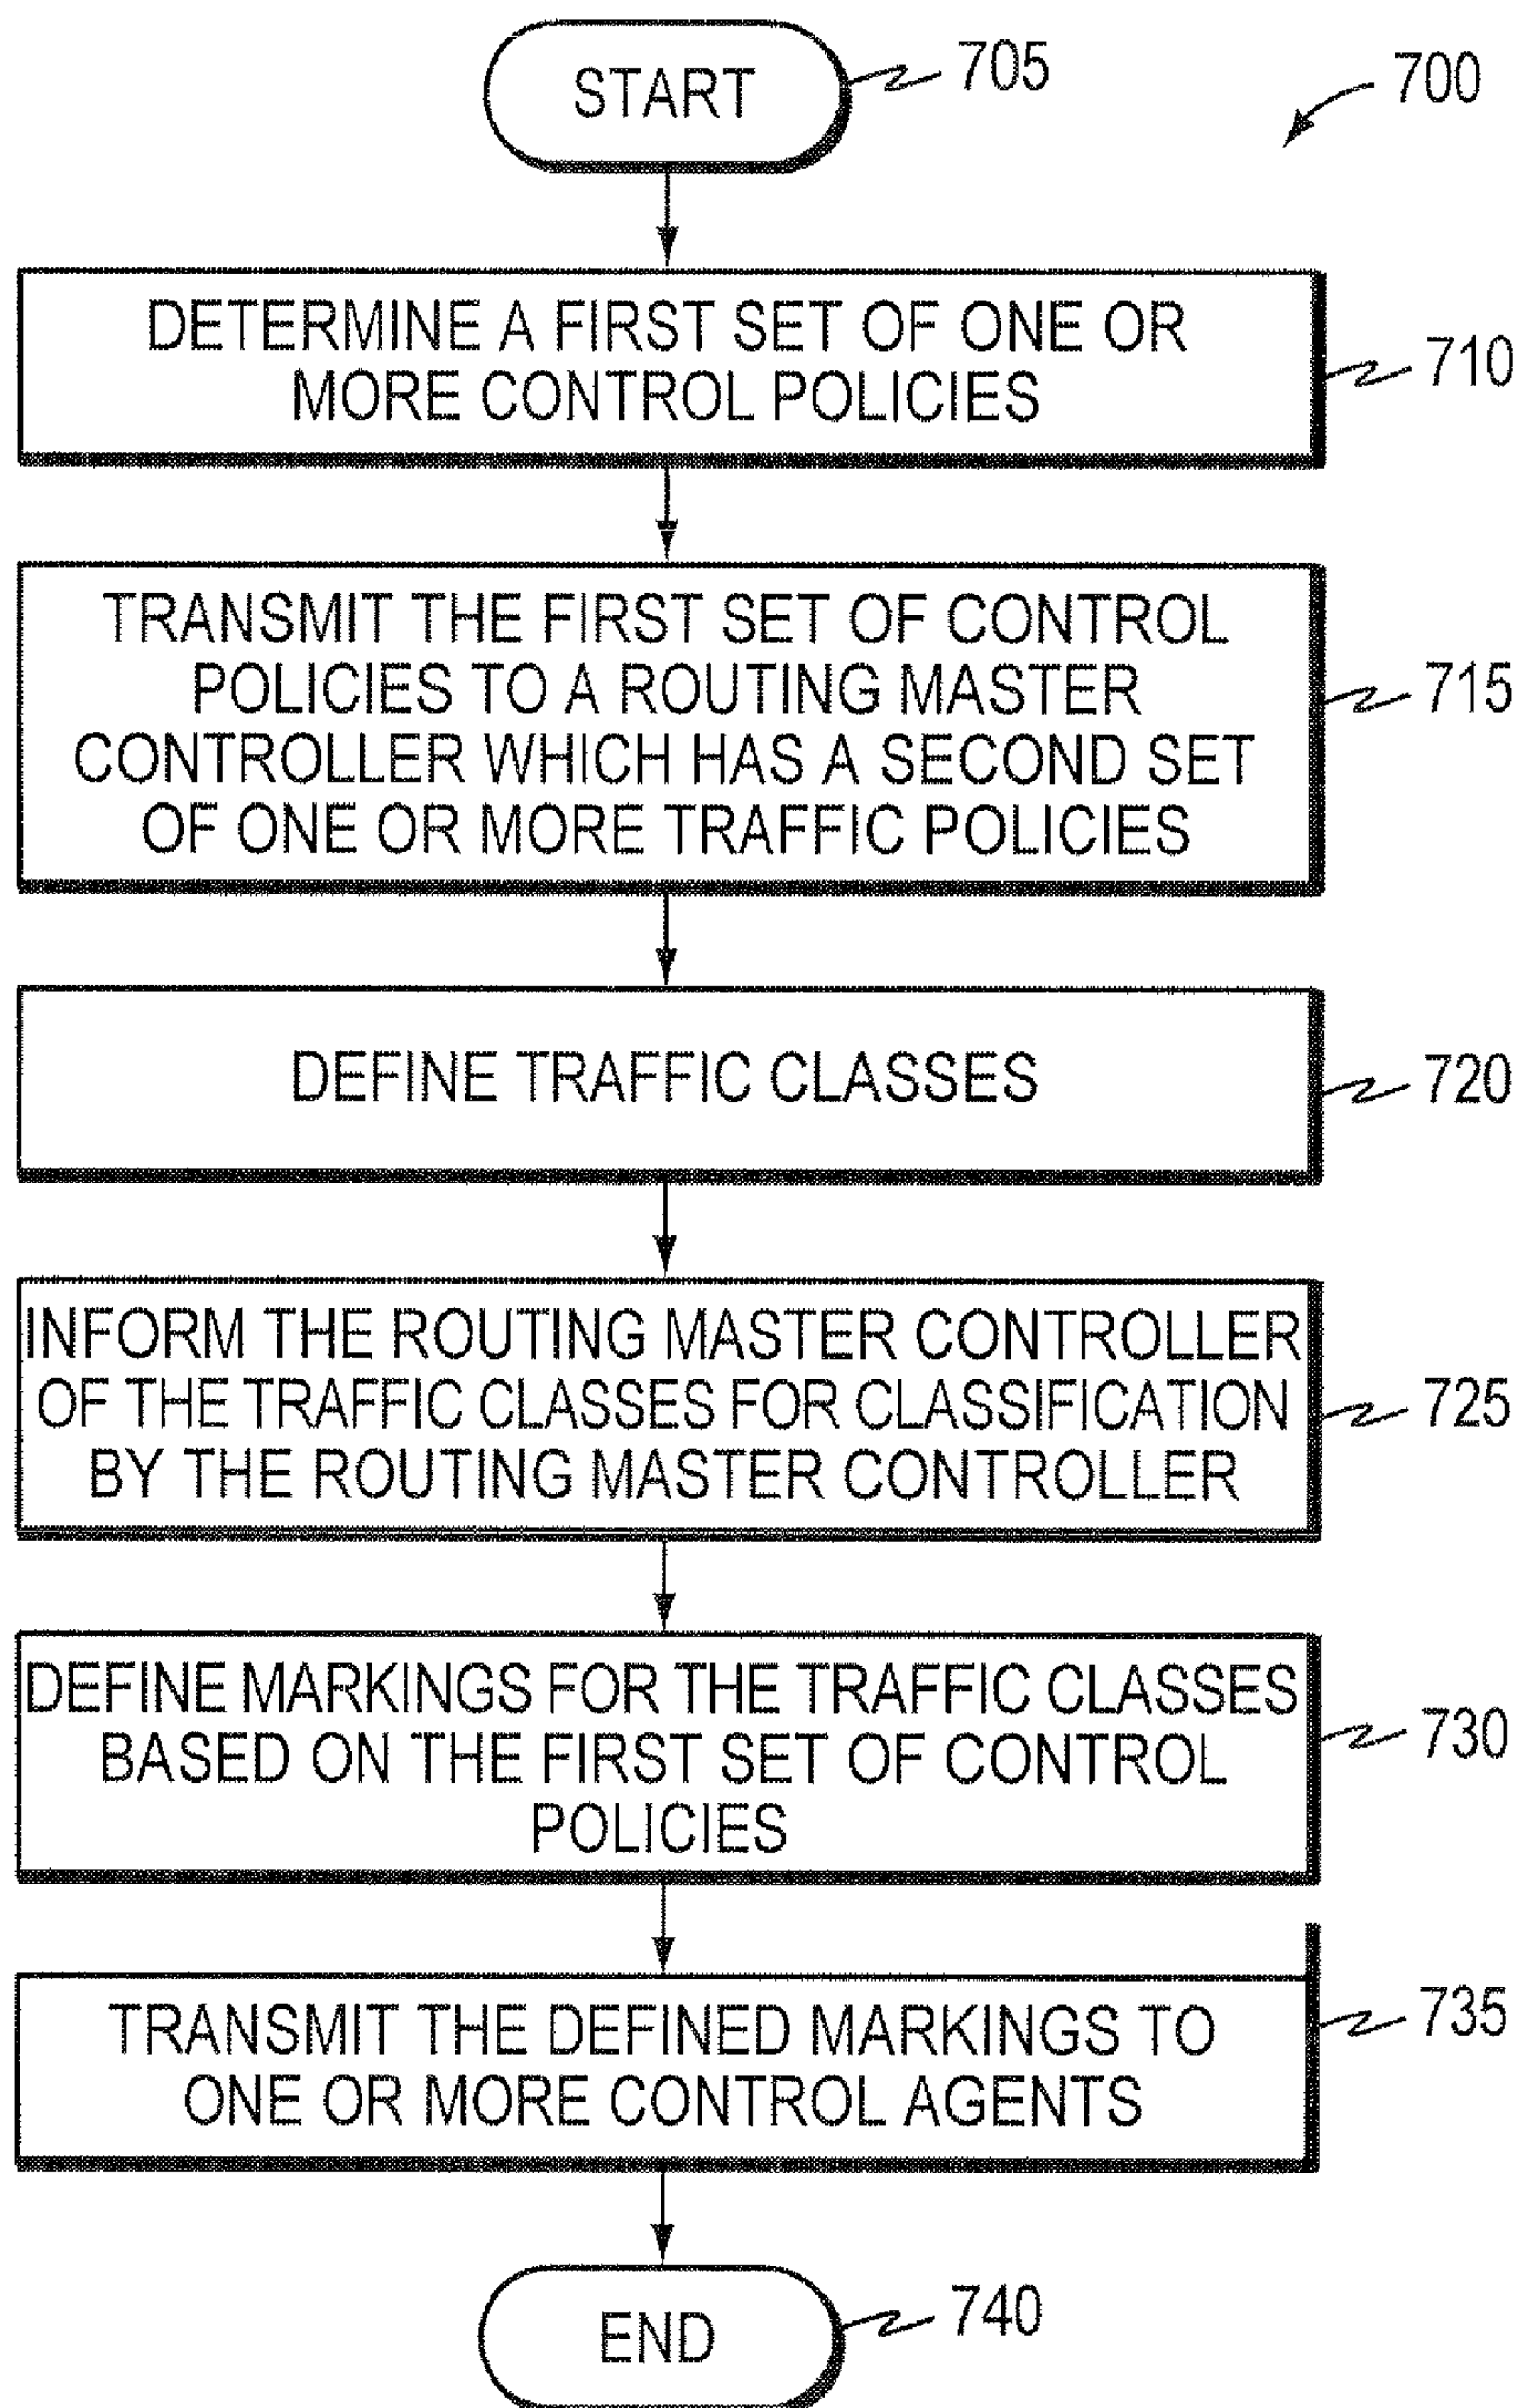 START
705
700
DETERMINE A FIRST SET OF ONE OR
MORE CONTROL POLICIES
710
TRANSMIT THE FIRST SET OF CONTROL
POLICIES TO A ROUTING MASTER
CONTROLLER WHICH HAS A SECOND SET
OF ONE OR MORE TRAFFIC POLICIES
715
DEFINE TRAFFIC CLASSES
720
INFORM THE ROUTING MASTER CONTROLLER
OF THE TRAFFIC CLASSES FOR CLASSIFICATION
BY THE ROUTING MASTER CONTROLLER
725
DEFINE MARKINGS FOR THE TRAFFIC CLASSES
BASED ON THE FIRST SET OF CONTROL
POLICIES
730
TRANSMIT THE DEFINED MARKINGS TO
ONE OR MORE CONTROL AGENTS
735
END
740